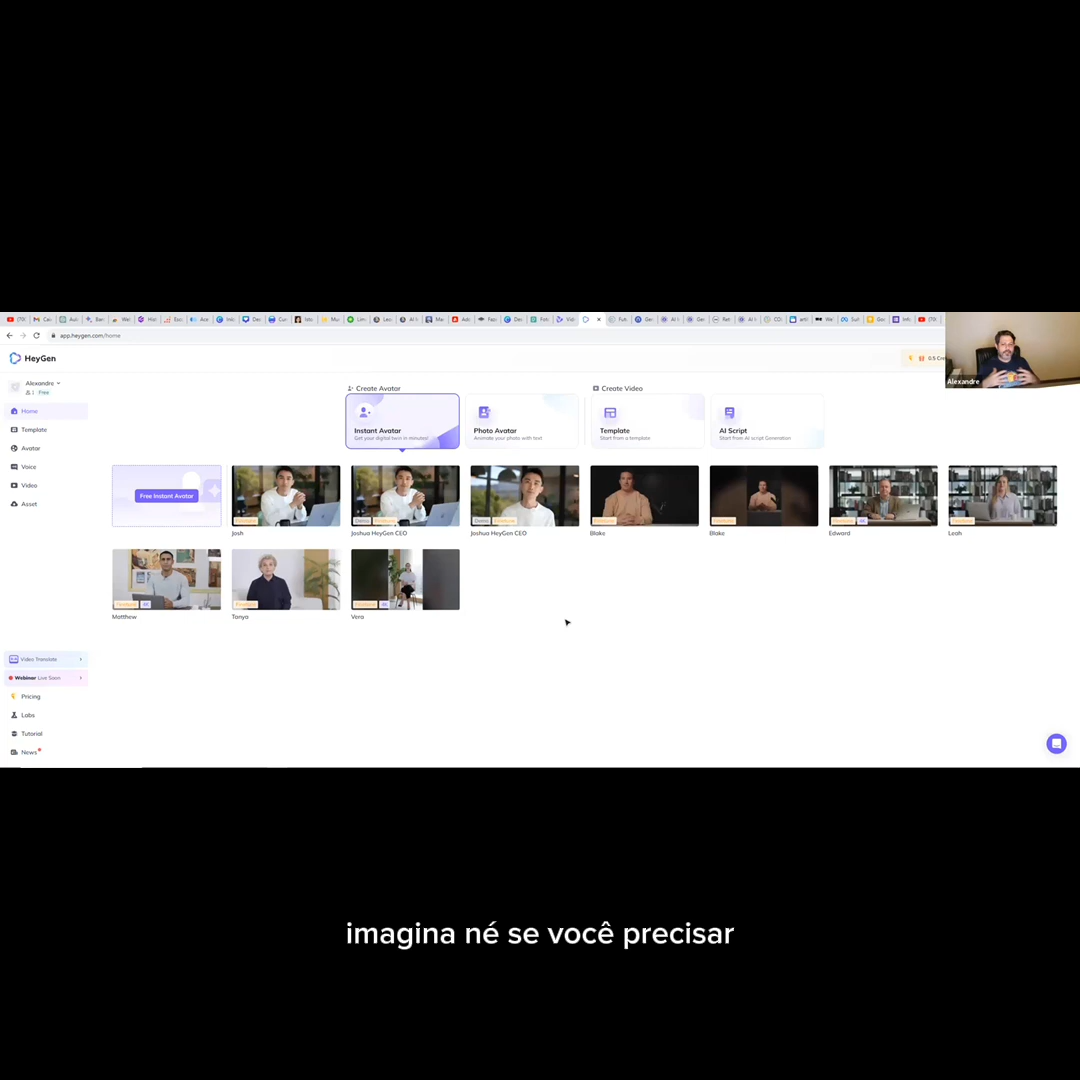 app.heygen.com/home
HeyGen
Alexandre
1 Free
Home
Template
Avatar
Voice
Video
Asset
Video Translate
Webinar Live Soon
Pricing
Labs
Tutorial
News
Create Avatar
Create Video
Instant Avatar
Get your digital twin in minutes!
Photo Avatar
Animate your photo with text
Template
Start from a template
AI Script
Start from AI script Generation
Free Instant Avatar
Josh
Joshua HeyGen CEO
Joshua HeyGen CEO
Blake
Blake
Edward
Leah
Matthew
Tanya
Vera
Alexandre
imagina né se você precisar